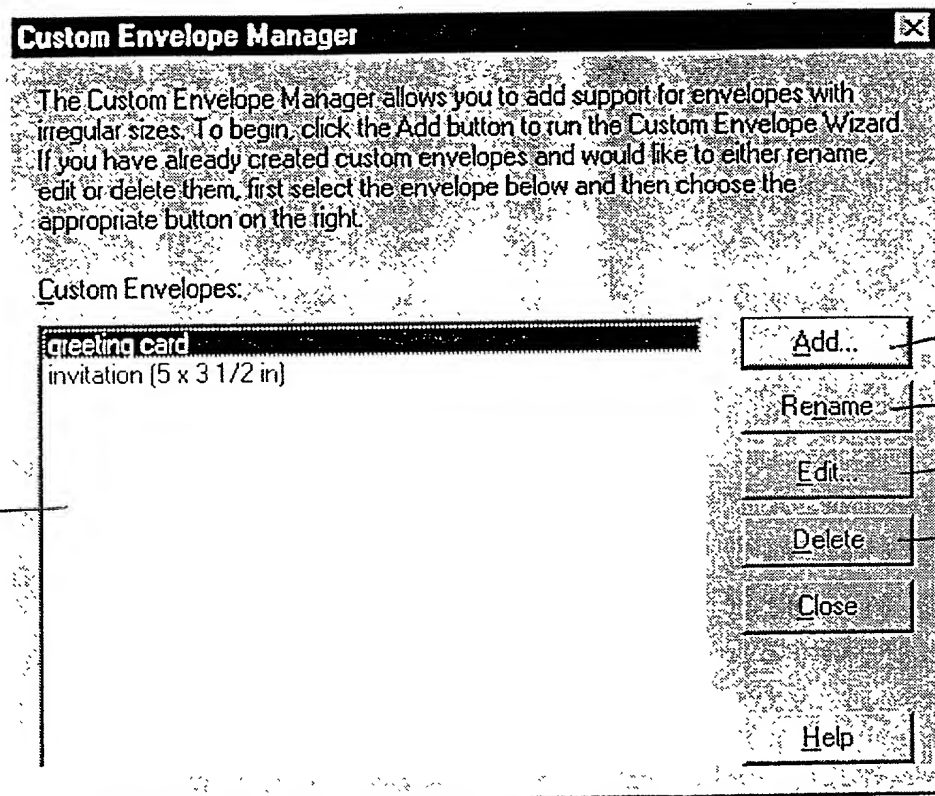 Custom Envelope Manager
The Custom Envelope Manager allows you to add support for envelopes with
irregular sizes. To begin, click the Add button to run the Custom Envelope Wizard.
If you have already created custom envelopes and would like to either rename,
edit or delete them, first select the envelope below and then choose the
appropriate button on the right.
Custom Envelopes:
greeting card
invitation (5 x 3 1/2 in)
Add...
Rename
Edit...
Delete
Close
Help